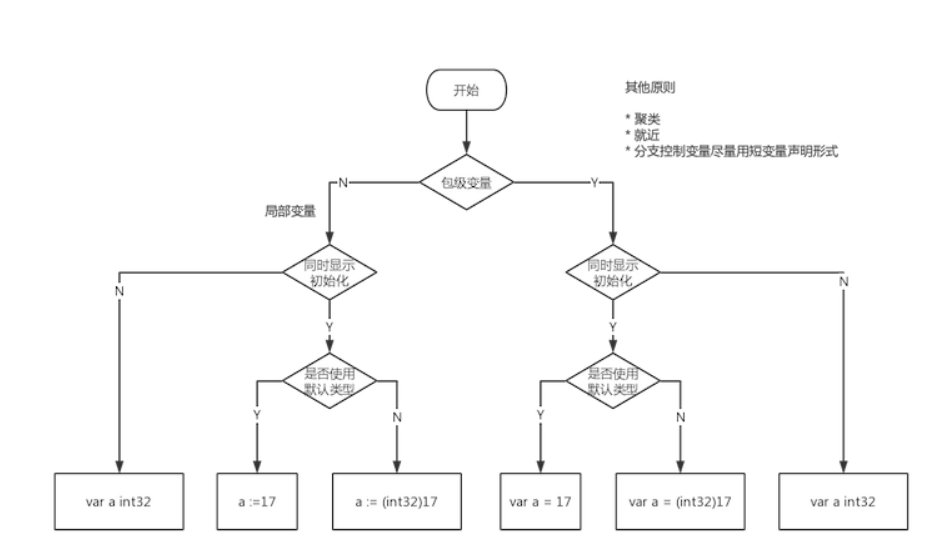 开始
其他原则
* 聚类
* 就近
* 分支控制变量尽量用短变量声明形式
包级变量
N
Y
局部变量
同时显示
初始化
同时显示
初始化
N
N
Y
Y
是否使用
默认类型
是否使用
默认类型
Y
N
Y
N
var a int32
a :=17
a := (int32)17
var a = 17
var a = (int32)17
var a int32